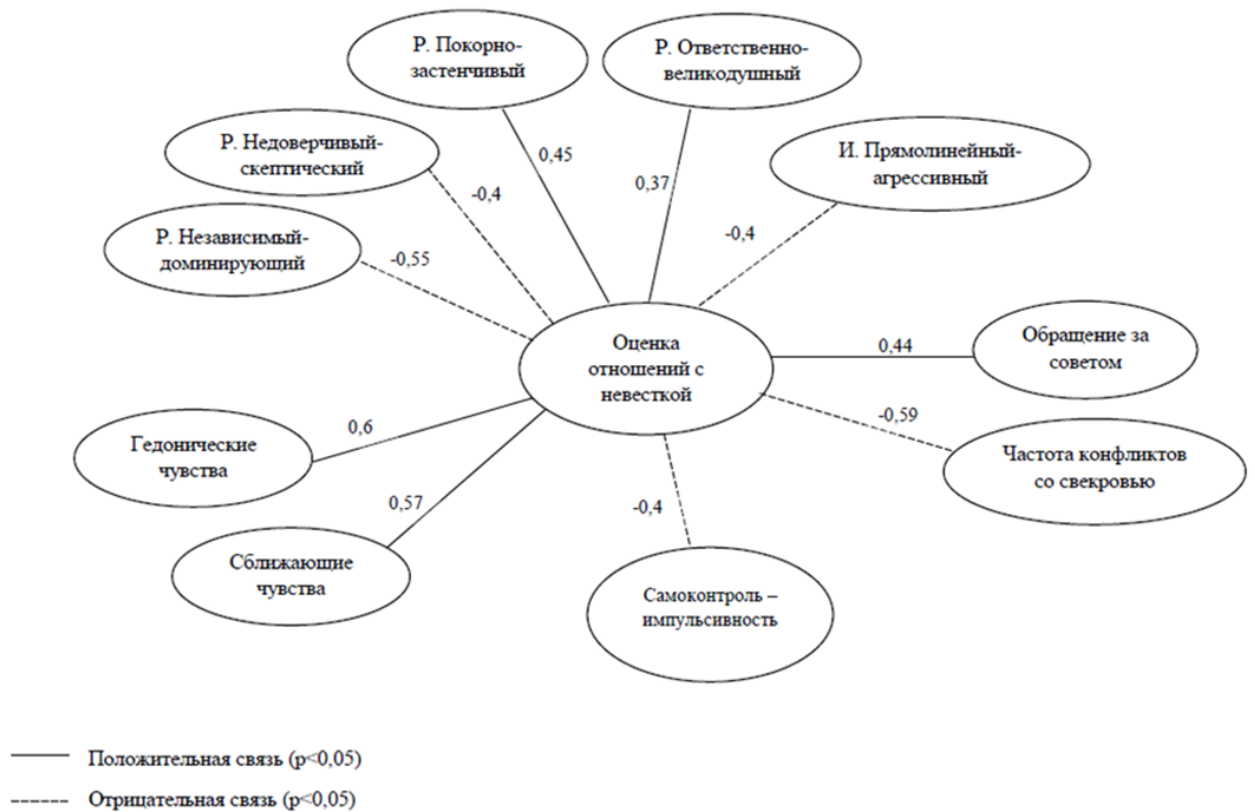 Р. Покорно-
застенчивый
Р. Ответственно-
великодушный
Р. Недоверчивый-
скептический
И. Прямолинейный-
агрессивный
0,45
0,37
-0,4
-0,4
Р. Независимый-
доминирующий
-0,55
Оценка
отношений с
невесткой
0,44
Обращение за
советом
-0,59
Частота конфликтов
со свекровью
Гедонические
чувства
0,6
0,57
Сближающие
чувства
-0,4
Самоконтроль –
импульсивность
Положительная связь (p<0,05)
Отрицательная связь (p<0,05)